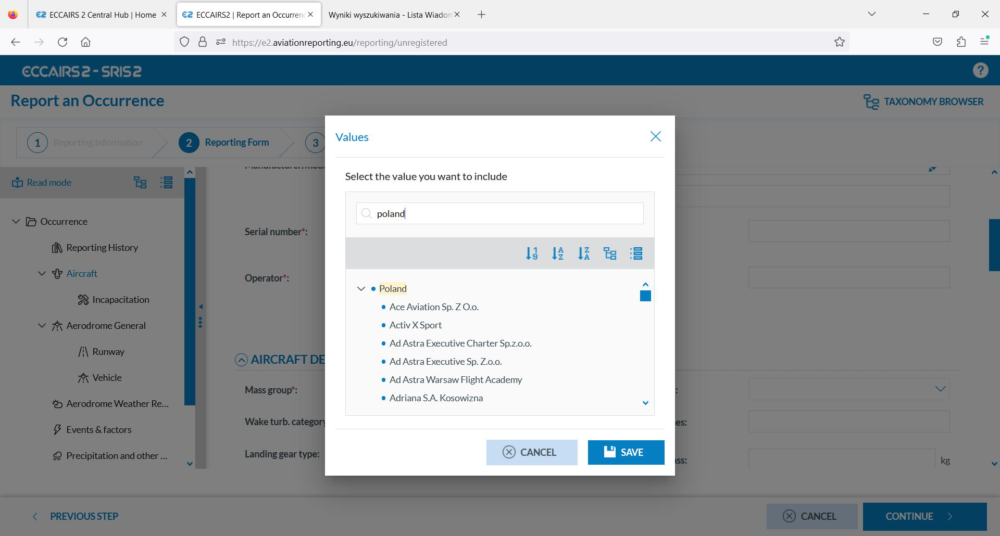 ECCAIRS 2 Central Hub | Home
ECCAIRS2 | Report an Occurrenc
Wyniki wyszukiwania - Lista Wiadom
https://e2.aviationreporting.eu/reporting/unregistered
ECCAIRS 2 - SRIS 2
?
Report an Occurrence
TAXONOMY BROWSER
1 Reporting Information
2 Reporting Form
3
Read mode
Occurrence
Reporting History
Aircraft
Incapacitation
Aerodrome General
Runway
Vehicle
Aerodrome Weather Re...
Events & factors
Precipitation and other ...
Serial number*:
Operator*:
AIRCRAFT DE
Mass group*:
Wake turb. category
Landing gear type:
es:
ass:
kg
Values
Select the value you want to include
poland
Poland
Ace Aviation Sp. Z O.o.
Activ X Sport
Ad Astra Executive Charter Sp.z.o.o.
Ad Astra Executive Sp. Z.o.o.
Ad Astra Warsaw Flight Academy
Adriana S.A. Kosowizna
CANCEL
SAVE
PREVIOUS STEP
CANCEL
CONTINUE